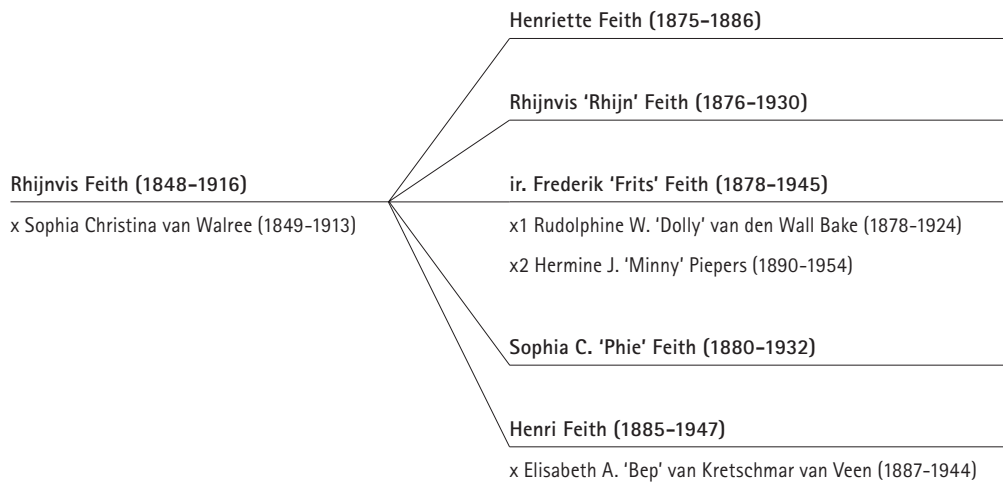 Henriette Feith (1875-1886)
Rhijnvis ‘Rhijn’ Feith (1876-1930)
Rhijnvis Feith (1848-1916)
x Sophia Christina van Walree (1849-1913)
ir. Frederik ‘Frits’ Feith (1878-1945)
x1 Rudolphine W. ‘Dolly’ van den Wall Bake (1878-1924)
x2 Hermine J. ‘Minny’ Piepers (1890-1954)
Sophia C. ‘Phie’ Feith (1880-1932)
Henri Feith (1885-1947)
x Elisabeth A. ‘Bep’ van Kretschmar van Veen (1887-1944)